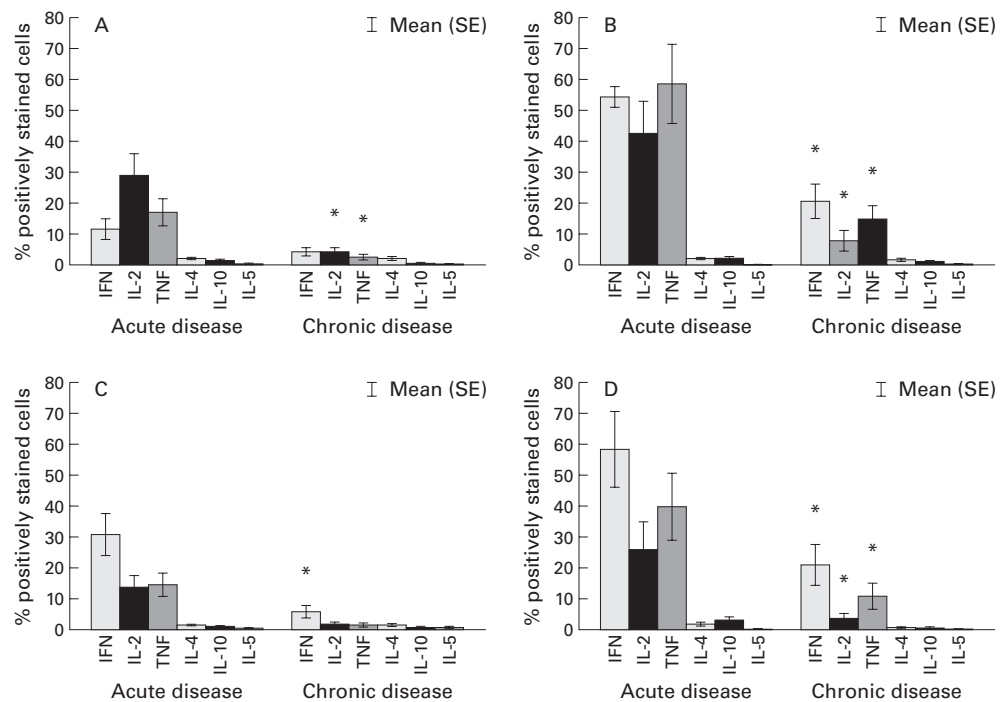 A
Mean (SE)
% positively stained cells
80
70
60
50
40
30
20
10
0
IFN
IL-2
TNF
IL-4
IL-10
IL-5
IFN
IL-2
TNF
IL-4
IL-10
IL-5
* *
Acute disease
Chronic disease
B
Mean (SE)
% positively stained cells
80
70
60
50
40
30
20
10
0
IFN
IL-2
TNF
IL-4
IL-10
IL-5
IFN
IL-2
TNF
IL-4
IL-10
IL-5
* * *
Acute disease
Chronic disease
C
Mean (SE)
% positively stained cells
80
70
60
50
40
30
20
10
0
IFN
IL-2
TNF
IL-4
IL-10
IL-5
IFN
IL-2
TNF
IL-4
IL-10
IL-5
*
Acute disease
Chronic disease
D
Mean (SE)
% positively stained cells
80
70
60
50
40
30
20
10
0
IFN
IL-2
TNF
IL-4
IL-10
IL-5
IFN
IL-2
TNF
IL-4
IL-10
IL-5
* * *
Acute disease
Chronic disease